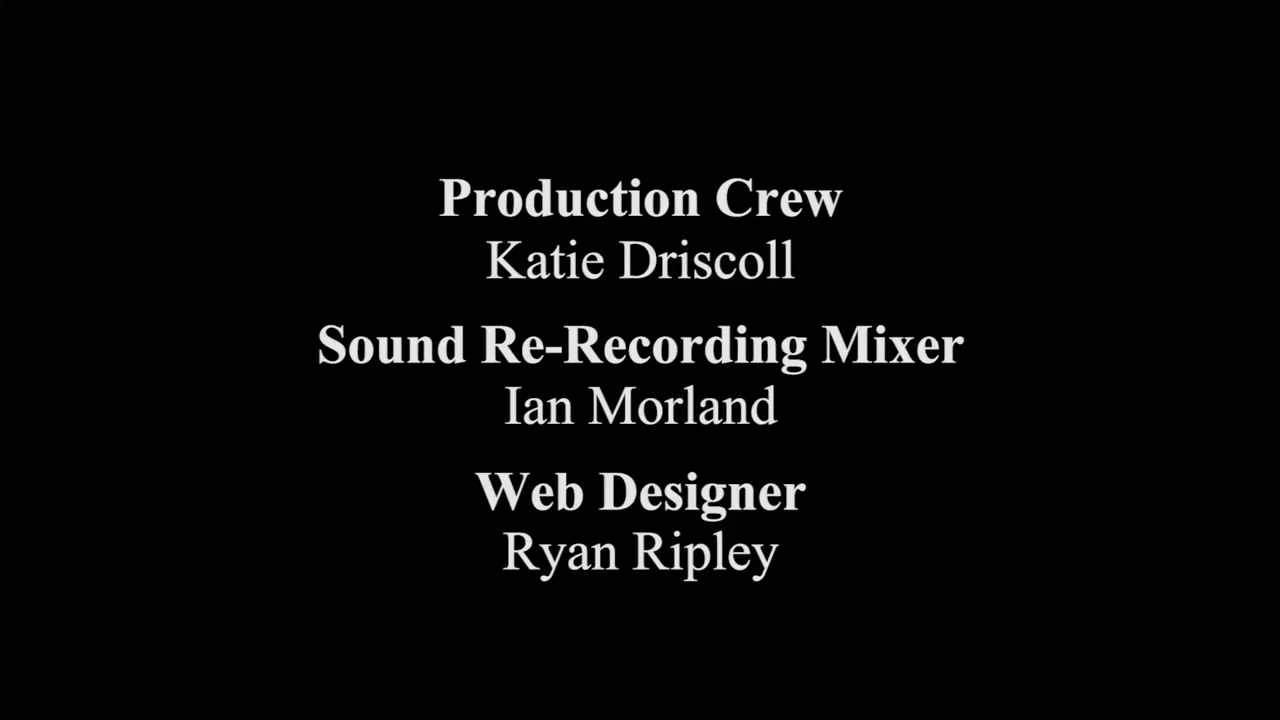 Production Crew
Katie Driscoll
Sound Re-Recording Mixer
Ian Morland
Web Designer
Ryan Ripley